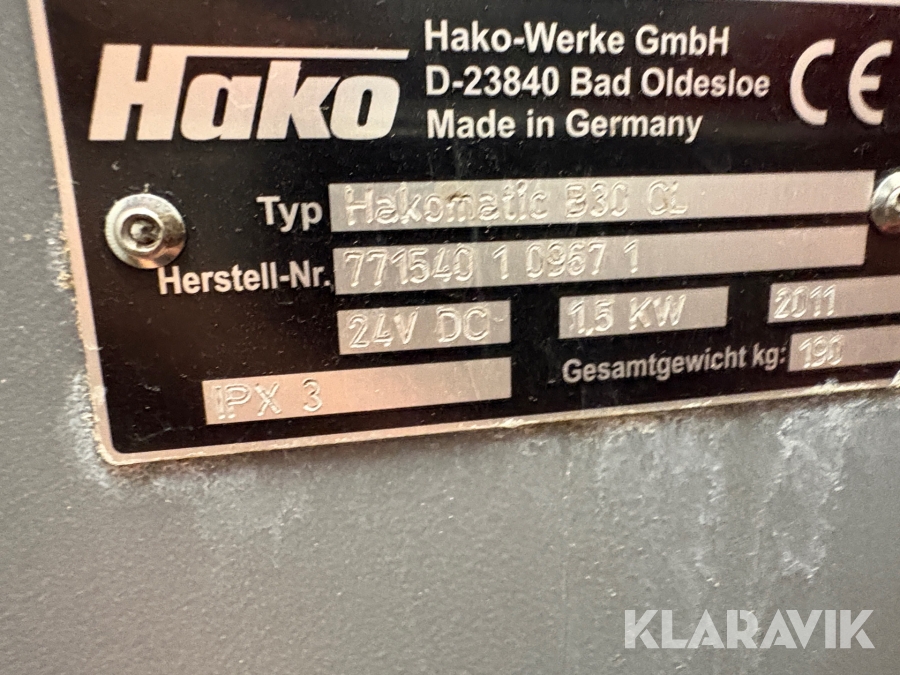 Hako
Hako-Werke GmbH
D-23840 Bad Oldesloe
Made in Germany
CE
Typ Hakomatic B30 CL
Herstell-Nr. 771540 1 0967 1
24V DC 1,5 KW 2011
Gesamtgewicht kg: 190
IPX 3
KLARAVIK